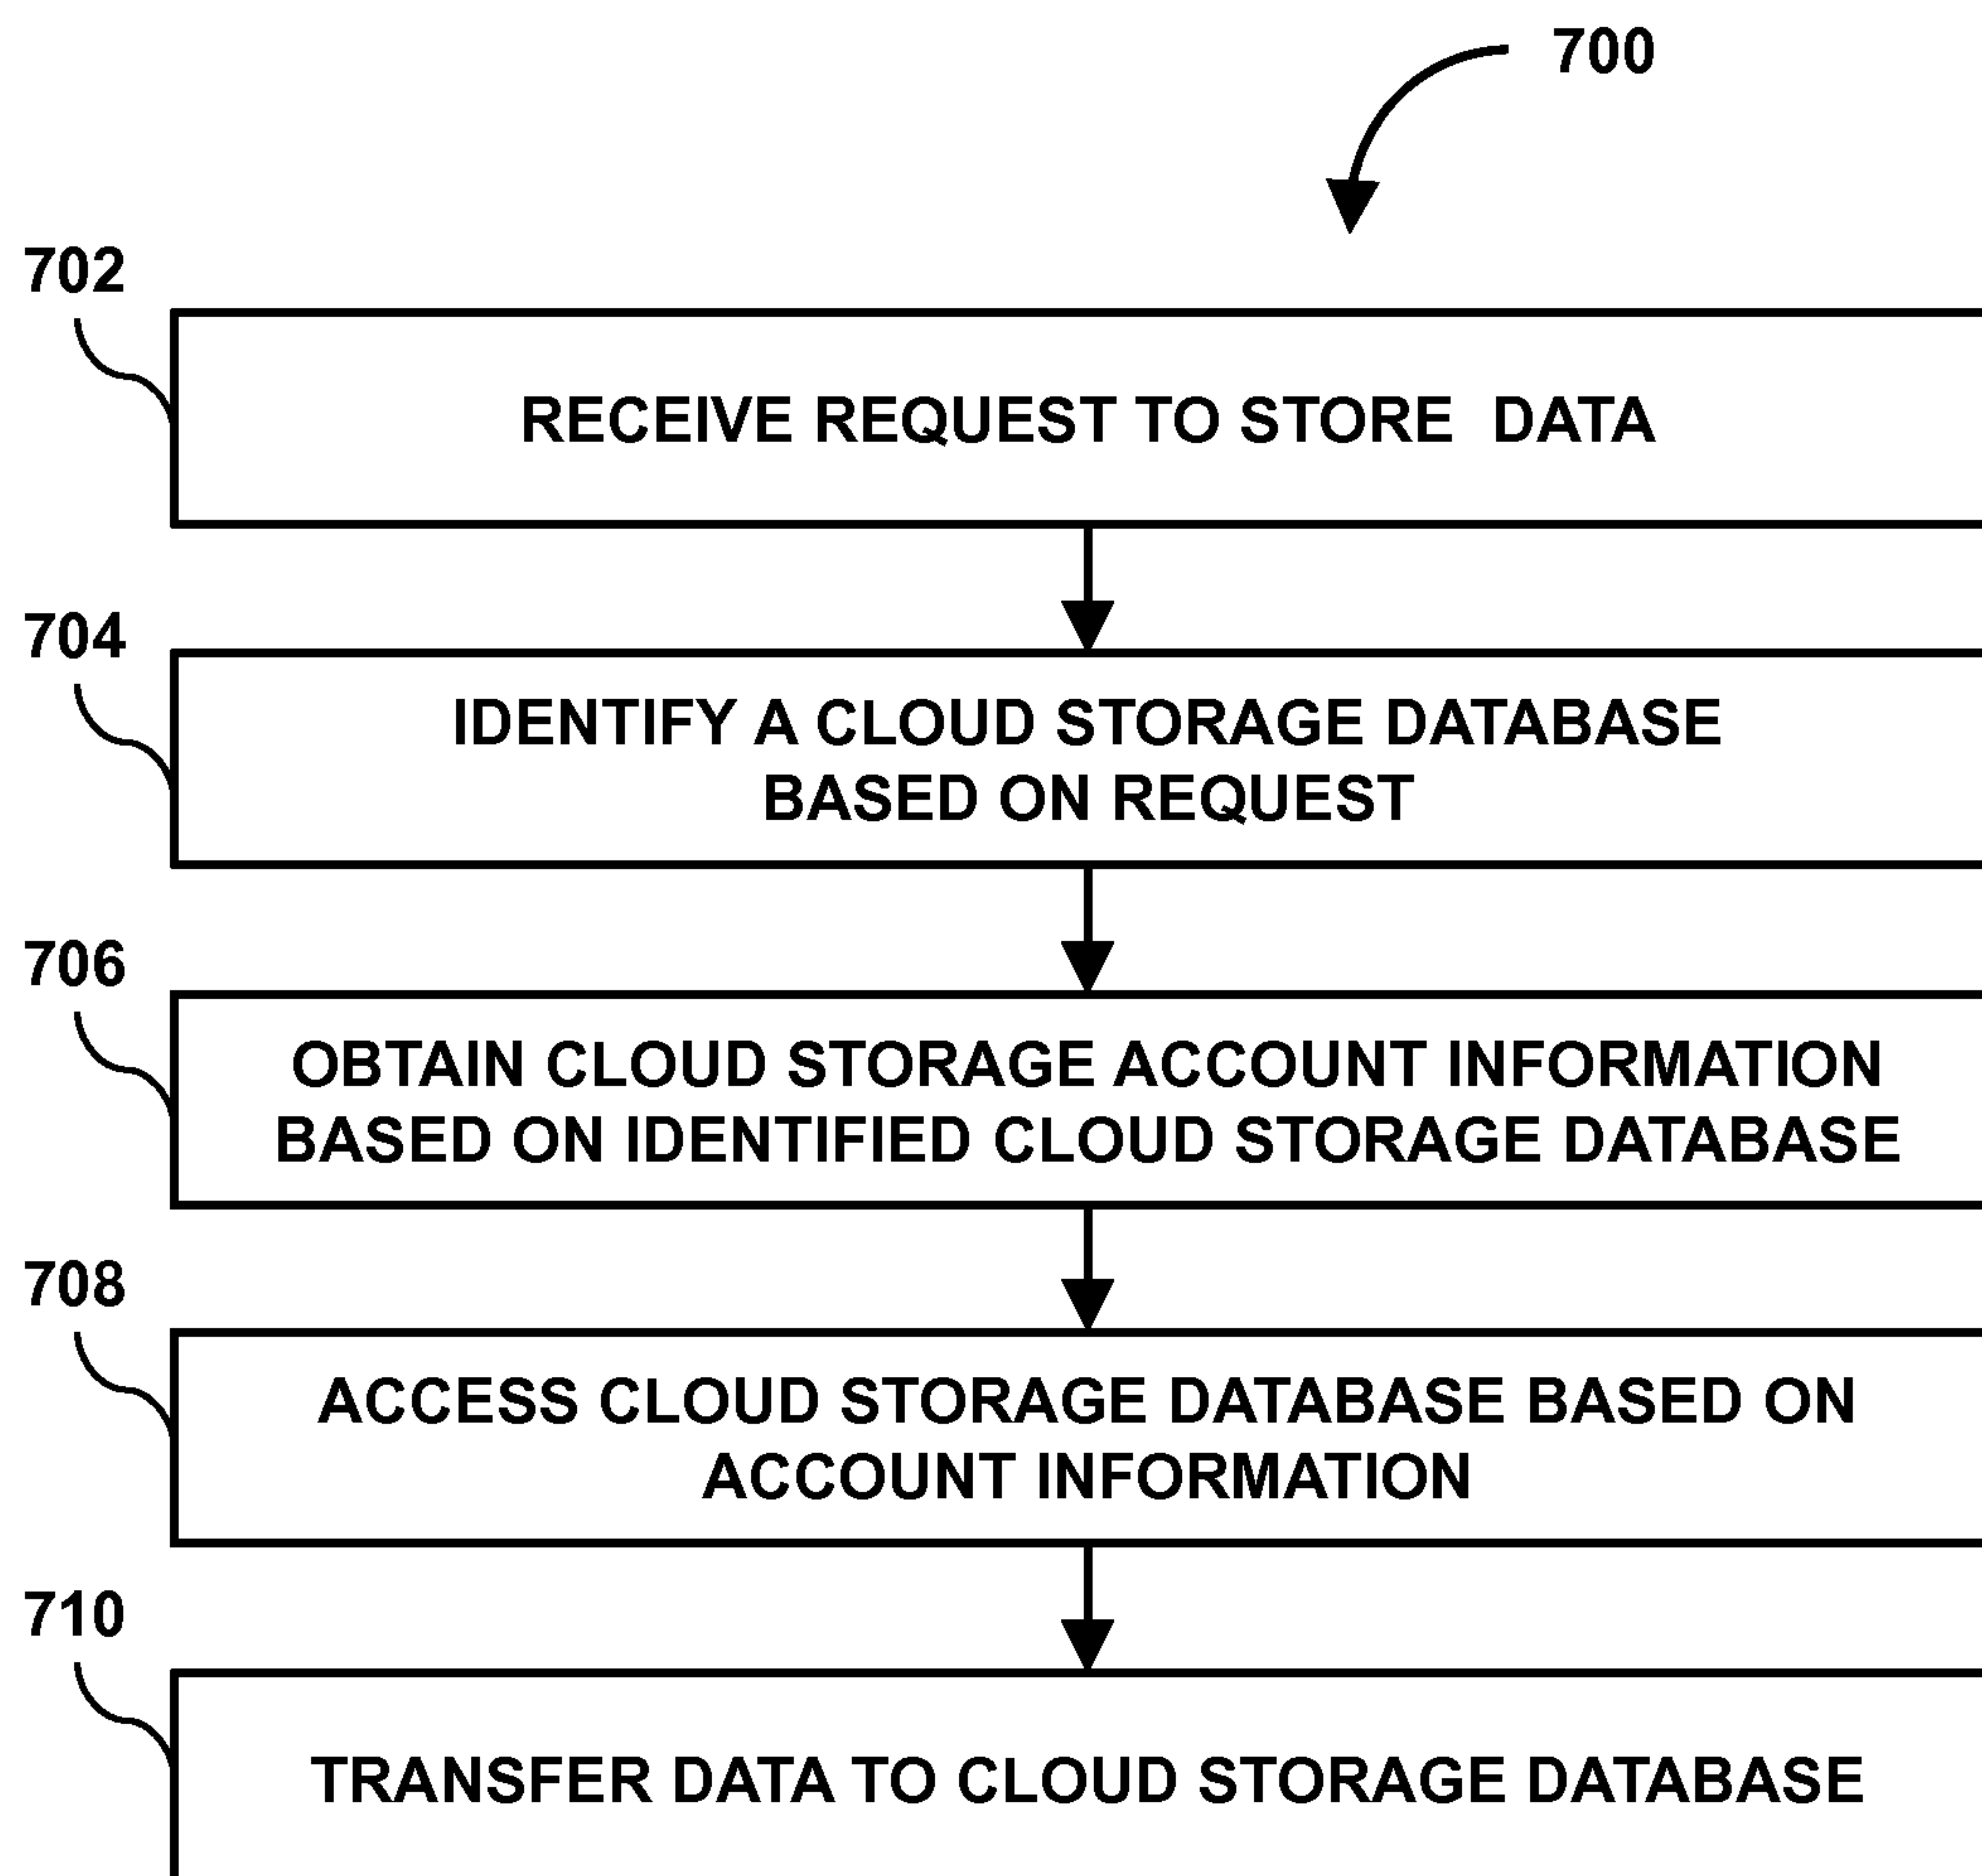 700
702
RECEIVE REQUEST TO STORE DATA
704
IDENTIFY A CLOUD STORAGE DATABASE
BASED ON REQUEST
706
OBTAIN CLOUD STORAGE ACCOUNT INFORMATION
BASED ON IDENTIFIED CLOUD STORAGE DATABASE
708
ACCESS CLOUD STORAGE DATABASE BASED ON
ACCOUNT INFORMATION
710
TRANSFER DATA TO CLOUD STORAGE DATABASE